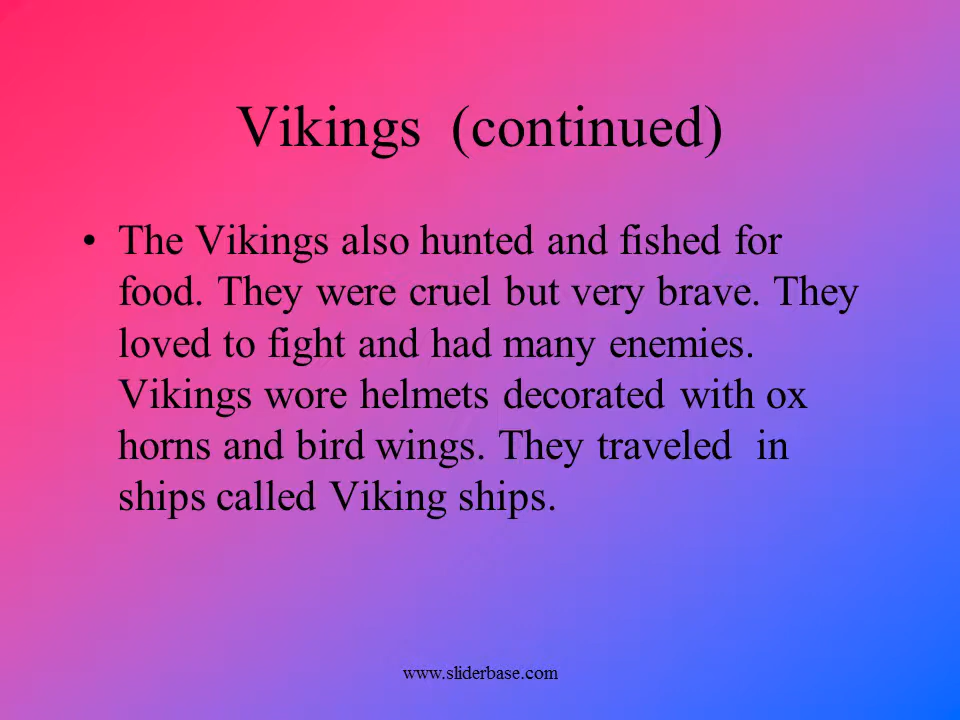 Vikings  (continued)
• The Vikings also hunted and fished for
food. They were cruel but very brave. They
loved to fight and had many enemies.
Vikings wore helmets decorated with ox
horns and bird wings. They traveled  in
ships called Viking ships.
www.sliderbase.com